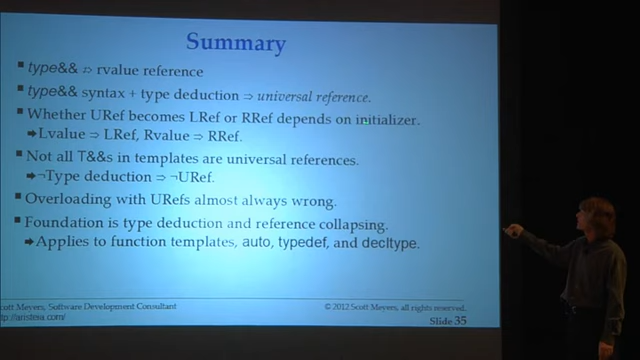 Summary
type&& ⇏ rvalue reference
type&& syntax + type deduction ⇒ universal reference.
Whether URef becomes LRef or RRef depends on initializer.
Lvalue ⇒ LRef, Rvalue ⇒ RRef.
Not all T&&s in templates are universal references.
¬Type deduction ⇒ ¬URef.
Overloading with URefs almost always wrong.
Foundation is type deduction and reference collapsing.
Applies to function templates, auto, typedef, and decltype.
Scott Meyers, Software Development Consultant
ttp://aristeia.com/
© 2012 Scott Meyers, all rights reserved.
Slide 35